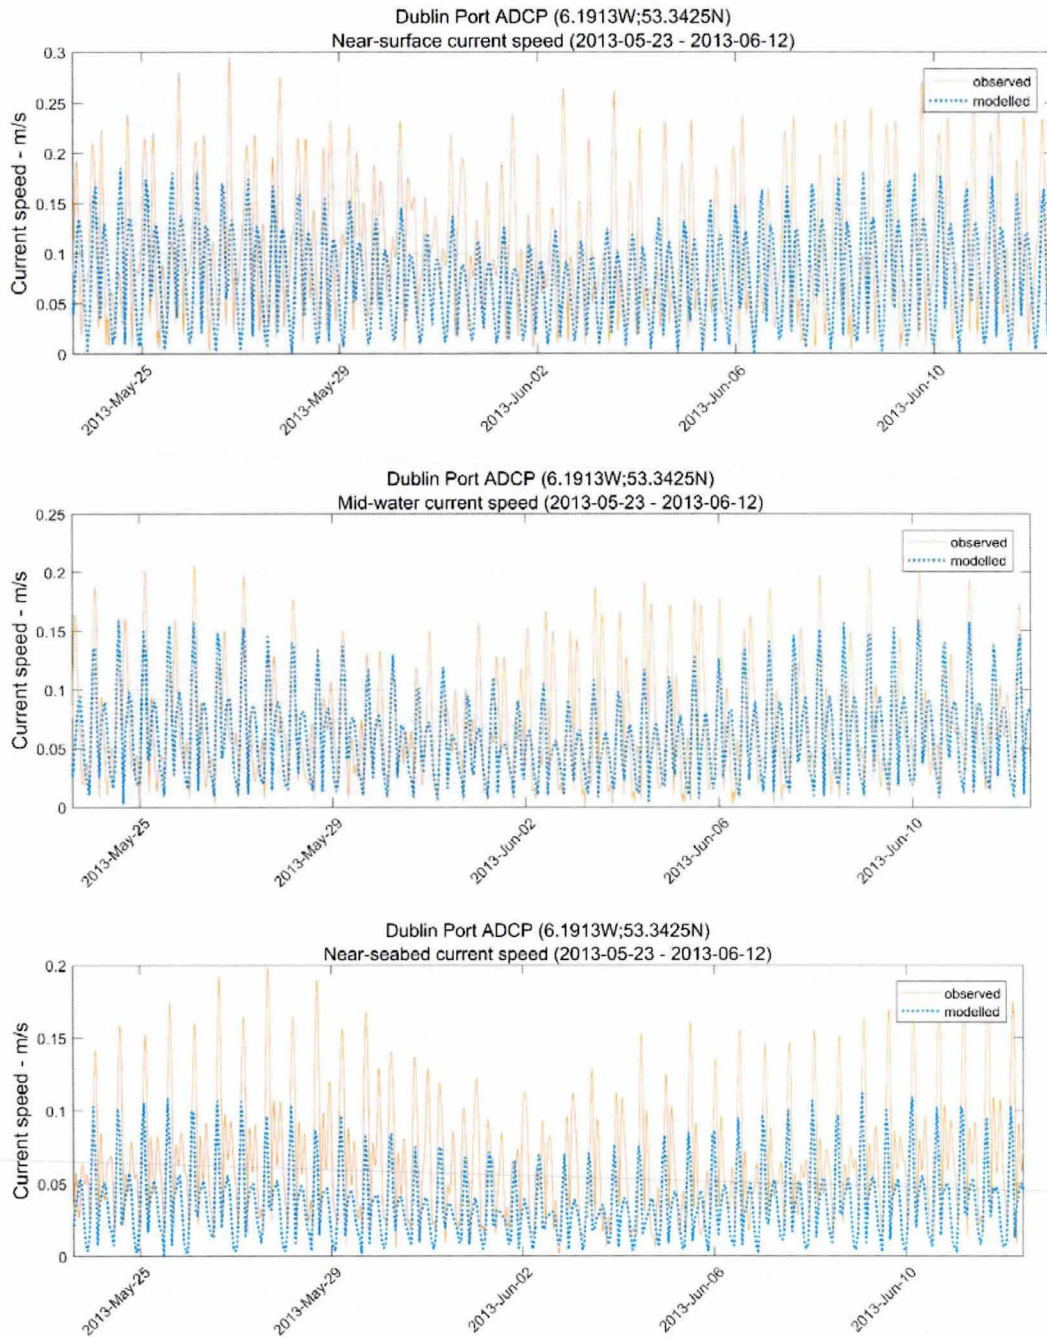 Dublin Port ADCP (6.1913W;53.3425N)
Near-surface current speed (2013-05-23 - 2013-06-12)
0.3
0.25
0.2
0.15
0.1
0.05
0
Current speed - m/s
observed
modelled
2013-May-25
2013-May-29
2013-Jun-02
2013-Jun-06
2013-Jun-10
Dublin Port ADCP (6.1913W;53.3425N)
Mid-water current speed (2013-05-23 - 2013-06-12)
0.25
0.2
0.15
0.1
0.05
0
Current speed - m/s
observed
modelled
2013-May-25
2013-May-29
2013-Jun-02
2013-Jun-06
2013-Jun-10
Dublin Port ADCP (6.1913W;53.3425N)
Near-seabed current speed (2013-05-23 - 2013-06-12)
0.2
0.15
0.1
0.05
0
Current speed - m/s
observed
modelled
2013-May-25
2013-May-29
2013-Jun-02
2013-Jun-06
2013-Jun-10